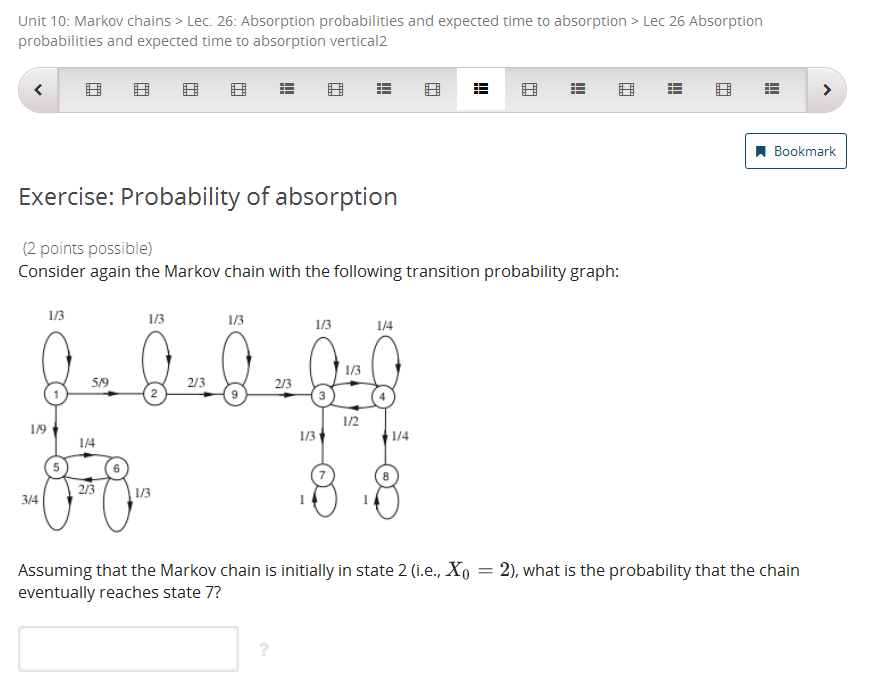 Unit 10: Markov chains > Lec. 26: Absorption probabilities and expected time to absorption > Lec 26 Absorption
probabilities and expected time to absorption vertical2
Bookmark
Exercise: Probability of absorption
(2 points possible)
Consider again the Markov chain with the following transition probability graph:
1/3 1/3 1/3 1/3 1/4
5/9 2/3 2/3 1/3
1 2 9 3 4
1/9 1/4 1/3 1/2 1/4
5 6 7 8
3/4 2/3 1/3 1 1
Assuming that the Markov chain is initially in state 2 (i.e., X₀ = 2), what is the probability that the chain
eventually reaches state 7?
?